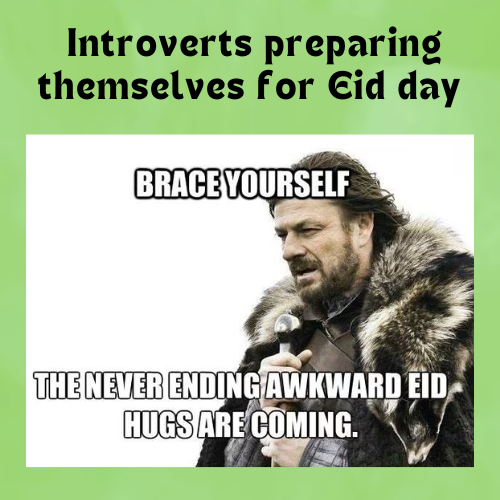 Introverts preparing
themselves for Eid day
BRACE YOURSELF
THE NEVER ENDING AWKWARD EID
HUGS ARE COMING.